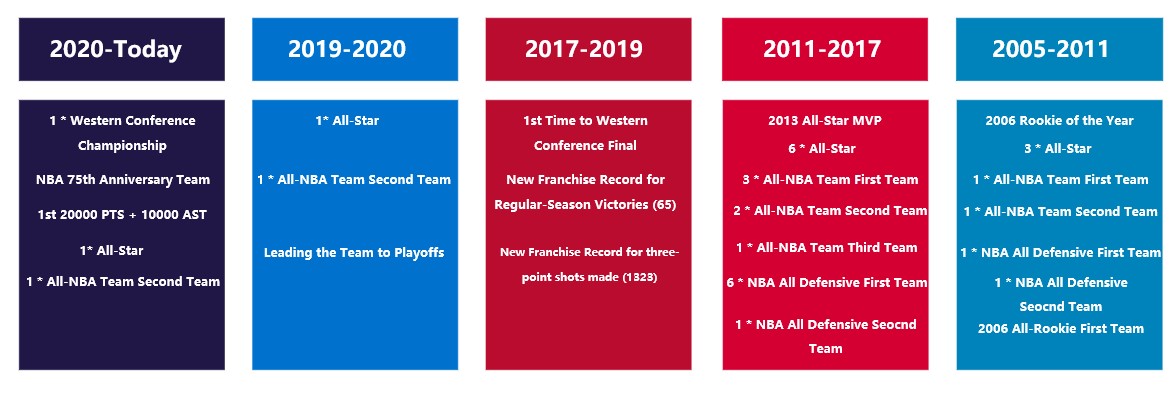 2020-Today
1 * Western Conference
Championship
NBA 75th Anniversary Team
1st 20000 PTS + 10000 AST
1* All-Star
1 * All-NBA Team Second Team
2019-2020
1* All-Star
1 * All-NBA Team Second Team
Leading the Team to Playoffs
2017-2019
1st Time to Western
Conference Final
New Franchise Record for
Regular-Season Victories (65)
New Franchise Record for three-
point shots made (1323)
2011-2017
2013 All-Star MVP
6 * All-Star
3 * All-NBA Team First Team
2 * All-NBA Team Second Team
1 * All-NBA Team Third Team
6 * NBA All Defensive First Team
1 * NBA All Defensive Seocnd
Team
2005-2011
2006 Rookie of the Year
3 * All-Star
1 * All-NBA Team First Team
1 * All-NBA Team Second Team
1 * NBA All Defensive First Team
1 * NBA All Defensive
Seocnd Team
2006 All-Rookie First Team